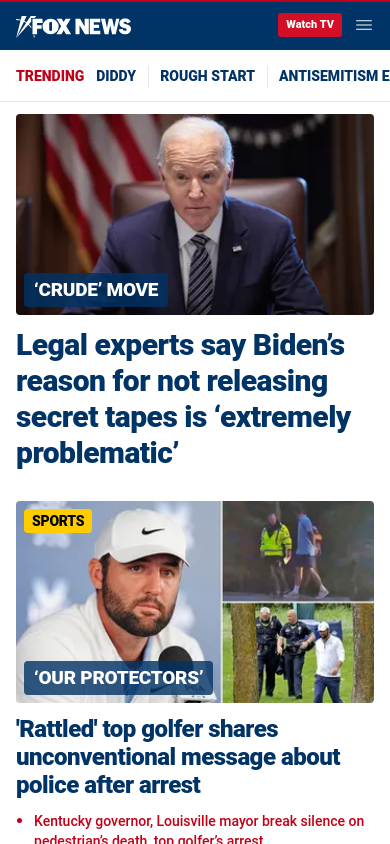 FOX NEWS
Watch TV
TRENDING DIDDY ROUGH START ANTISEMITISM E
‘CRUDE’ MOVE
Legal experts say Biden’s
reason for not releasing
secret tapes is ‘extremely
problematic’
SPORTS
‘OUR PROTECTORS’
'Rattled' top golfer shares
unconventional message about
police after arrest
• Kentucky governor, Louisville mayor break silence on
pedestrian’s death, top golfer’s arrest